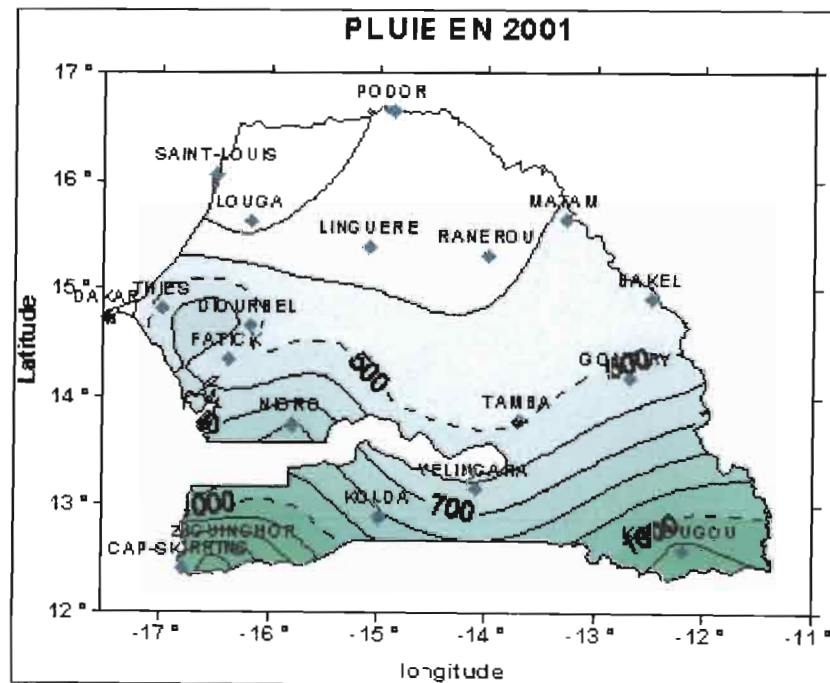 PLUIE EN 2001
17°
PODOR
SAINT-LOUIS
16°
LOUGA
MATAM
LINGUERE
RANEROU
15°
BAKEL
DAKAR
THIES
DIOURBEL
Latitude
FATICK
500
500
14°
NIORO
TAMBA
VELINGARA
13°
1000
KOLDA
700
ZIGUINCHOR
CAP-SKIRRING
12°
-17°
-16°
-15°
-14°
-13°
-12°
-11°
longitude